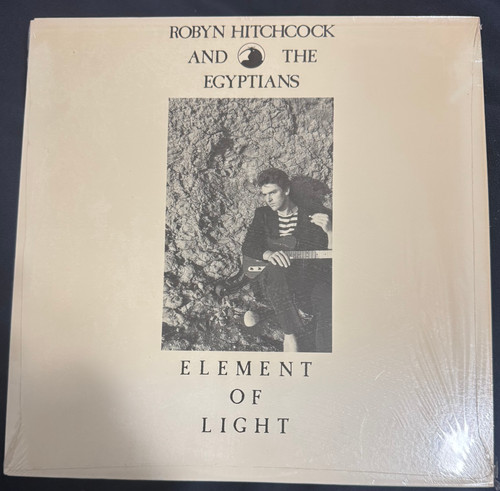 ROBYN HITCHCOCK
AND THE
EGYPTIANS
ELEMENT
OF
LIGHT